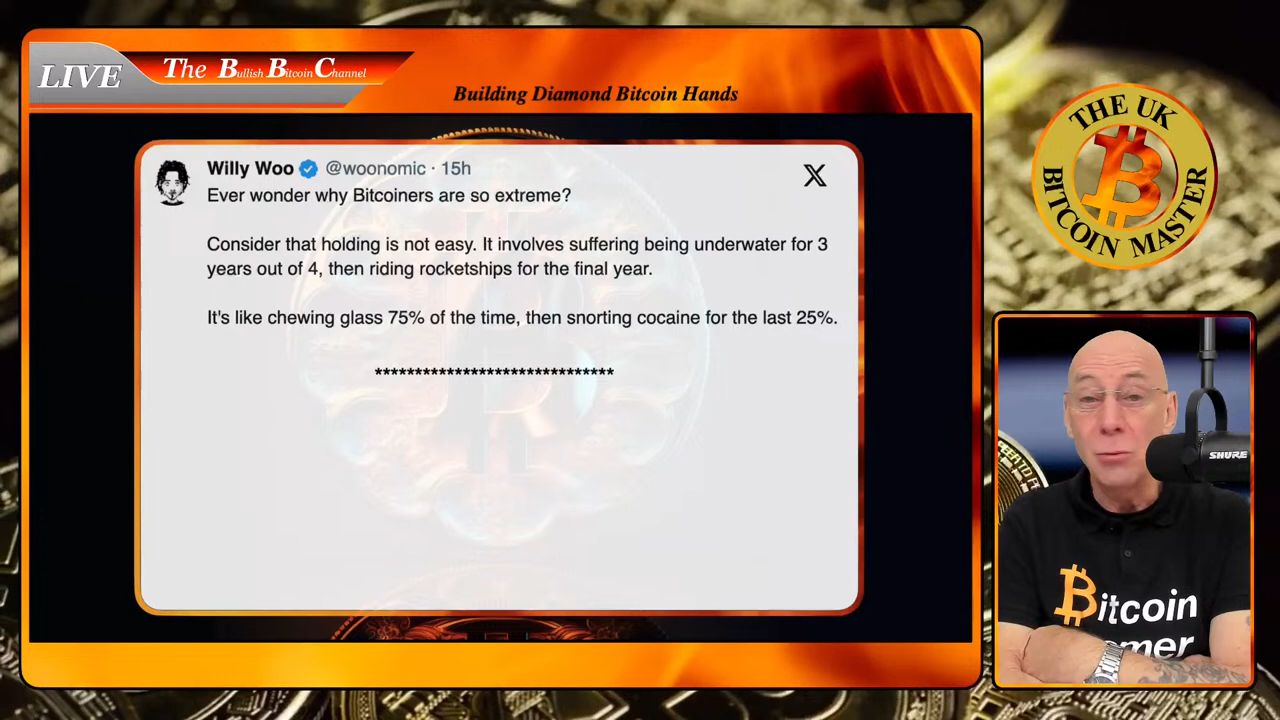 LIVE
The Bullish Bitcoin Channel
Building Diamond Bitcoin Hands
Willy Woo @woonomic · 15h
Ever wonder why Bitcoiners are so extreme?
Consider that holding is not easy. It involves suffering being underwater for 3
years out of 4, then riding rocketships for the final year.
It's like chewing glass 75% of the time, then snorting cocaine for the last 25%.
******************************
THE UK
BITCOIN MASTER
SHURE
Bitcoin